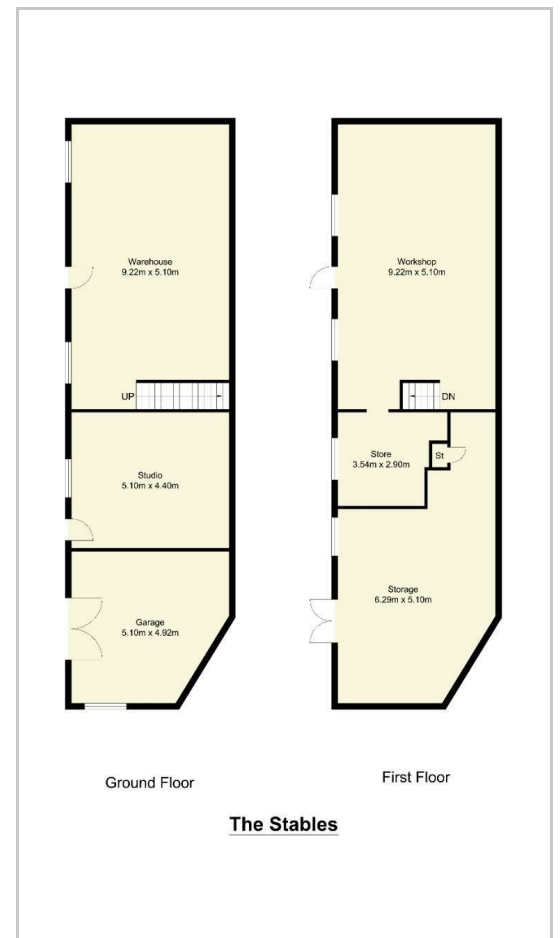 Warehouse
9.22m x 5.10m
UP
Studio
5.10m x 4.40m
Garage
5.10m x 4.92m
Ground Floor
Workshop
9.22m x 5.10m
DN
Store
3.54m x 2.90m
St
Storage
6.29m x 5.10m
First Floor
The Stables